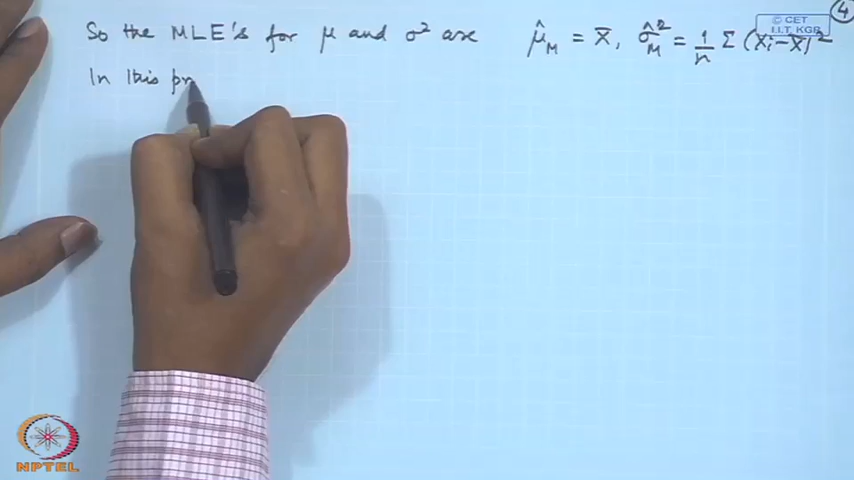 So the MLE's for μ and σ² are μ̂_M = X̄, σ̂²_M = 1/n Σ (Xi-X̄)²
In this pr
4
© CET
I.I.T. KGP
NPTEL